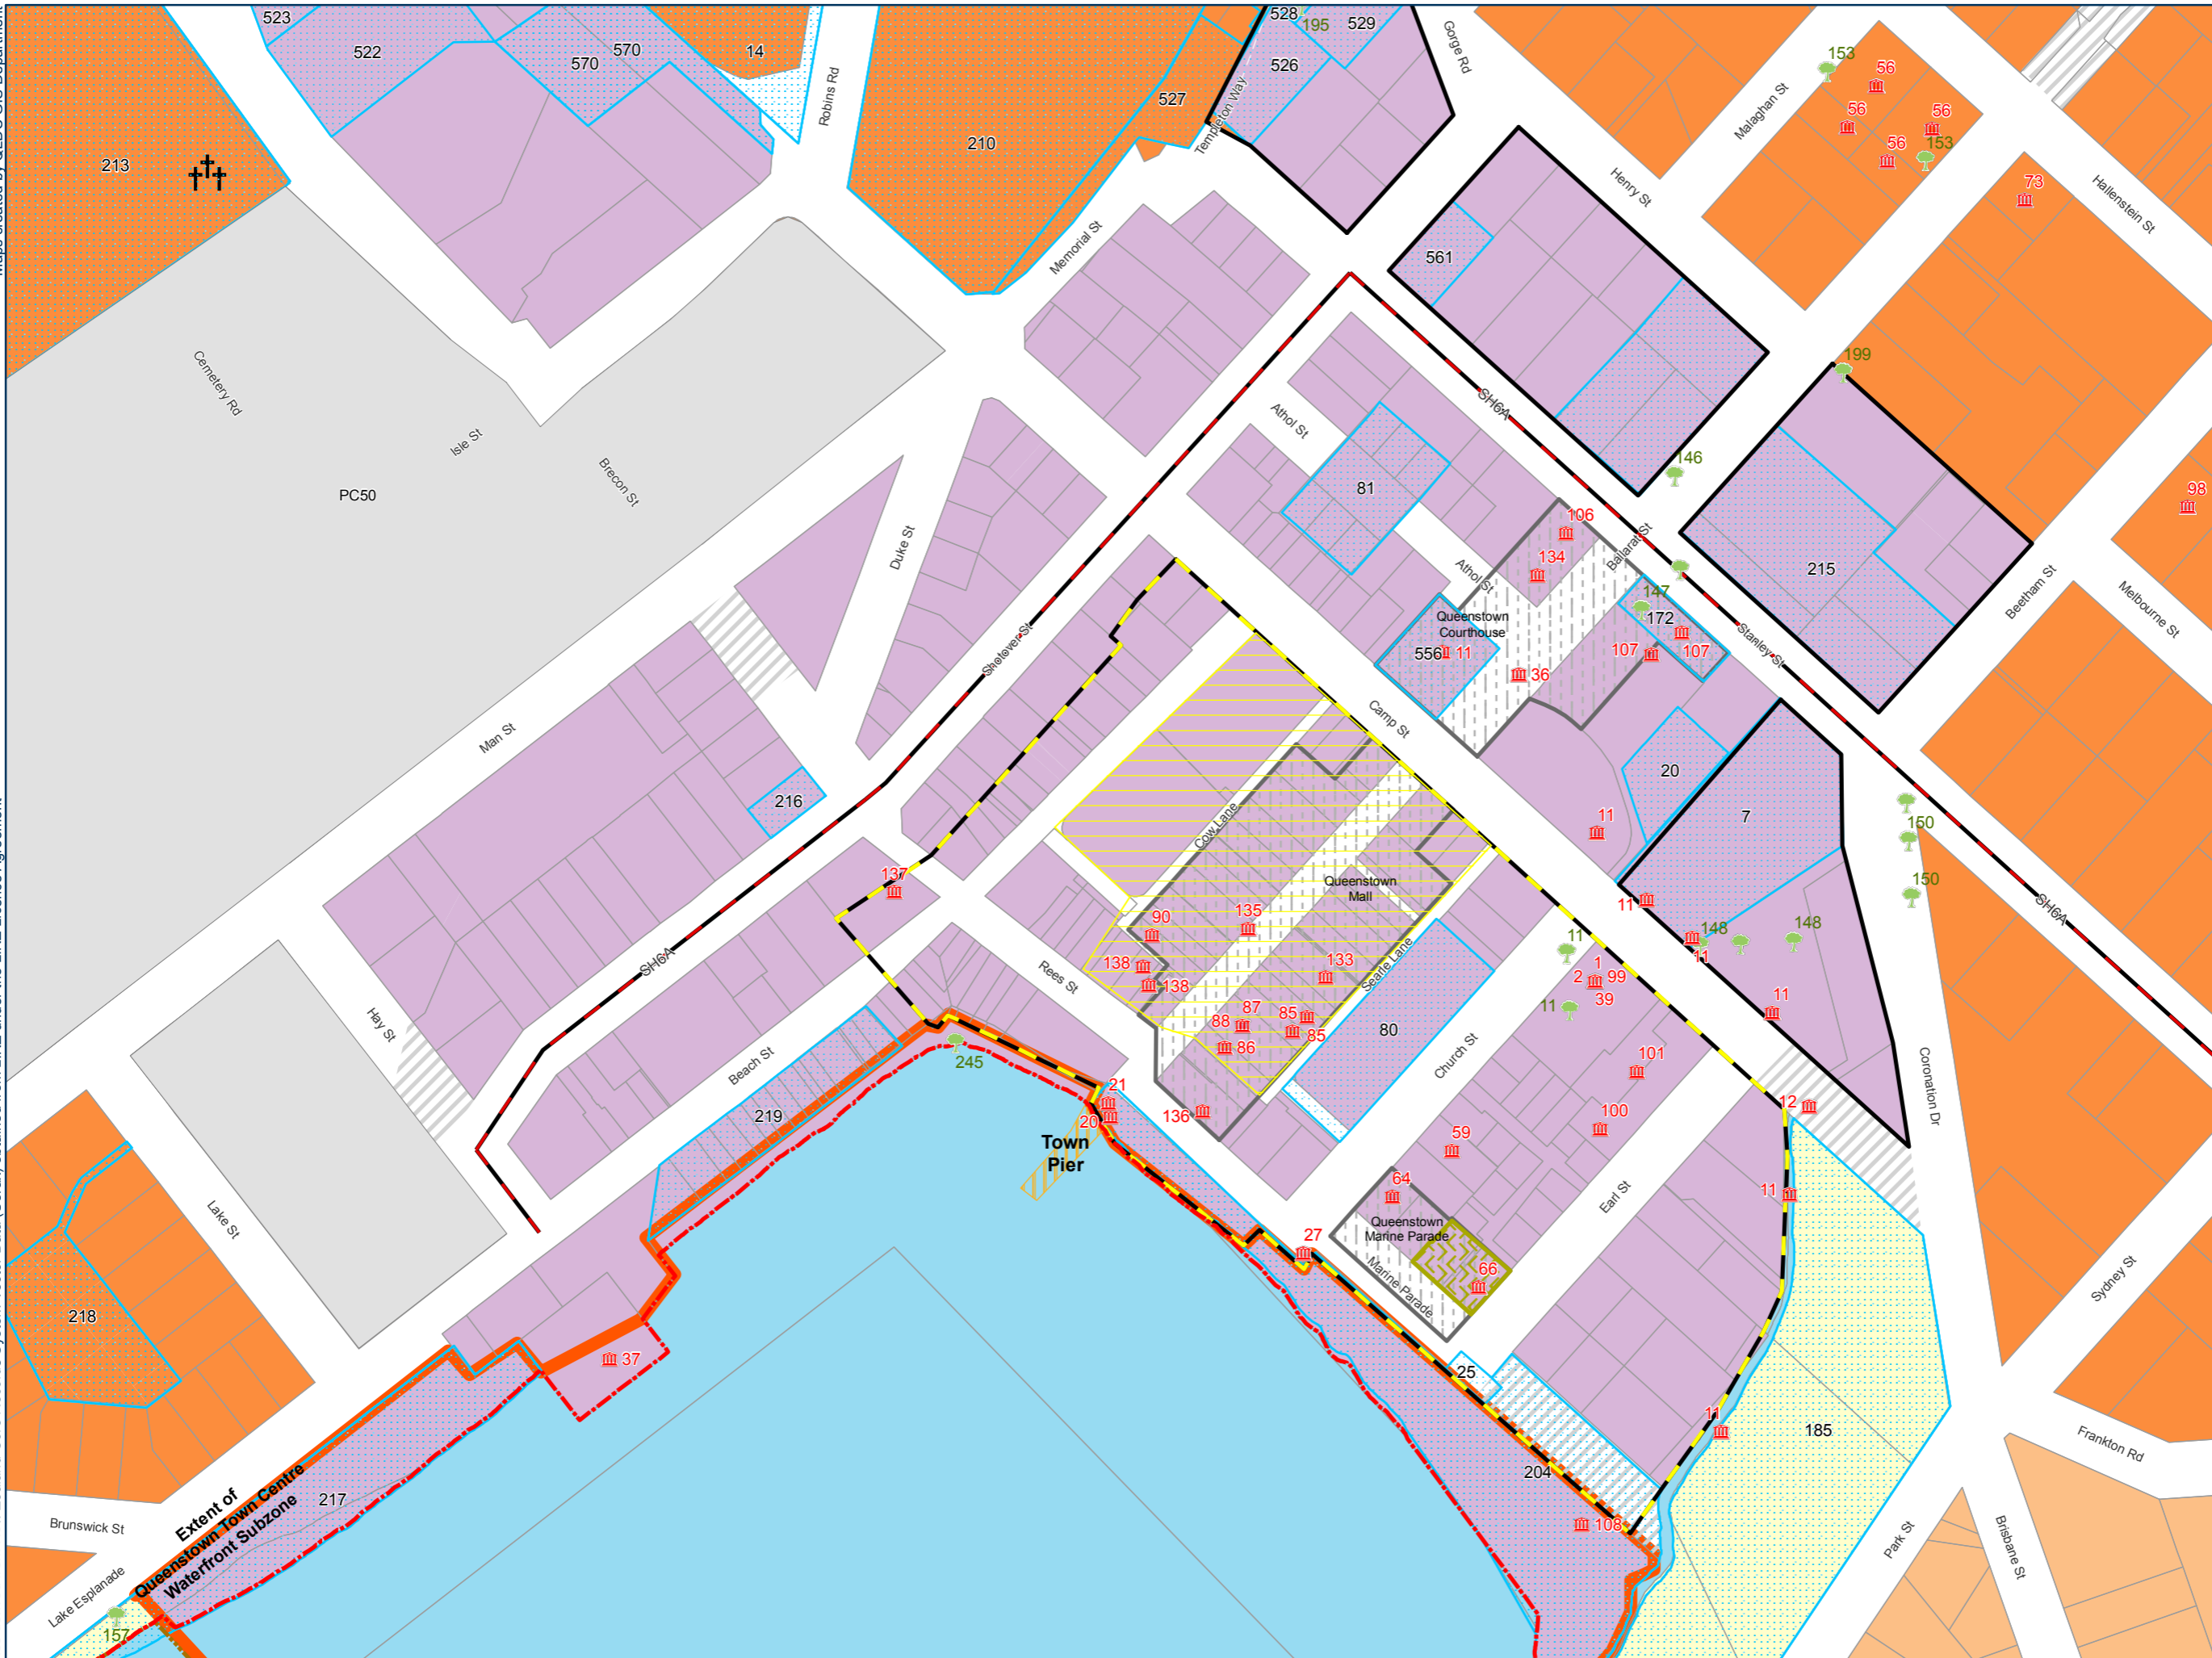 523
522
570
570
14
Robins Rd
210
527
528
195
529
526
Templeton Way
Gorge Rd
153
56
56
56
56
153
Malaghan St
Henry St
73
Hallenstein St
213
Memorial St
561
199
SH6A
Cemetery Rd
Isle St
Brecon St
PC50
Athol St
81
146
98
Duke St
106
134
Ballarat St
Athol St
147
172
215
Beetham St
Melbourne St
Queenstown
Courthouse
556
11
107
107
36
Stanley St
Shotover St
Camp St
Man St
216
20
7
11
Cow Lane
150
150
137
Queenstown
Mall
90
135
138
138
133
Searle Lane
11
148
148
11
11
1
2
99
39
11
11
SH6A
SH6A
Rees St
87
88
86
85
85
80
Hay St
Beach St
245
219
21
20
Town
Pier
136
Church St
101
100
59
64
12
Coronation Dr
11
Earl St
Queenstown
Marine Parade
66
Marine Parade
27
Lake St
218
37
25
Sydney St
185
11
204
108
Frankton Rd
Park St
Brisbane St
217
Brunswick St
Extent of
Queenstown Town Centre
Waterfront Subzone
Lake Esplanade
157